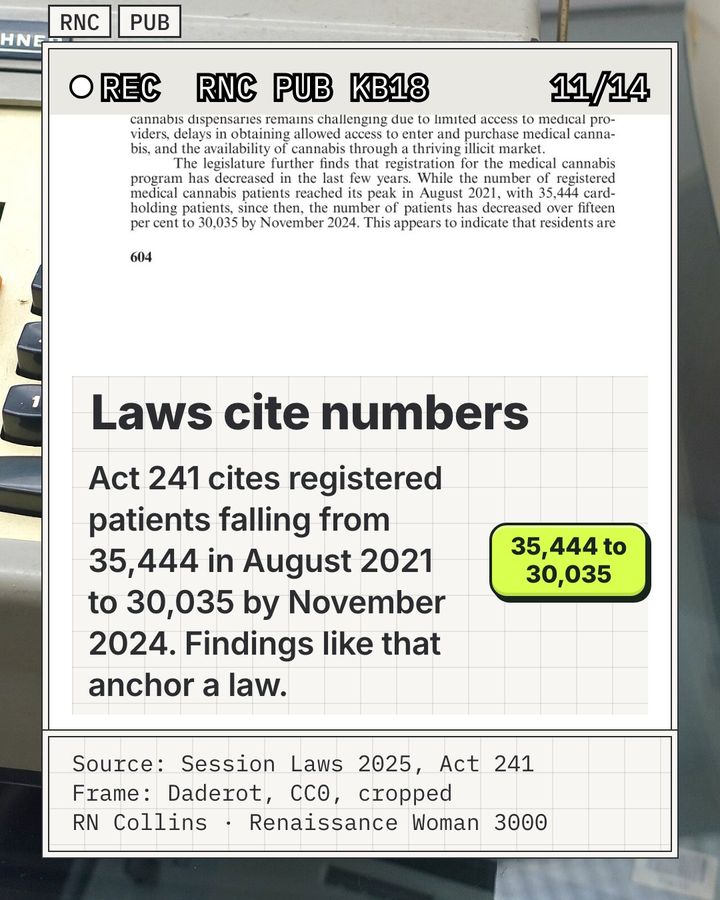 RNC PUB
HNE
REC RNC PUB KB18 11/14
cannabis dispensaries remains challenging due to limited access to medical pro-
viders, delays in obtaining allowed access to enter and purchase medical canna-
bis, and the availability of cannabis through a thriving illicit market.
The legislature further finds that registration for the medical cannabis
program has decreased in the last few years. While the number of registered
medical cannabis patients reached its peak in August 2021, with 35,444 card-
holding patients, since then, the number of patients has decreased over fifteen
per cent to 30,035 by November 2024. This appears to indicate that residents are
604
Laws cite numbers
Act 241 cites registered
patients falling from
35,444 in August 2021
to 30,035 by November
2024. Findings like that
anchor a law.
35,444 to
30,035
1
Source: Session Laws 2025, Act 241
Frame: Daderot, CC0, cropped
RN Collins · Renaissance Woman 3000